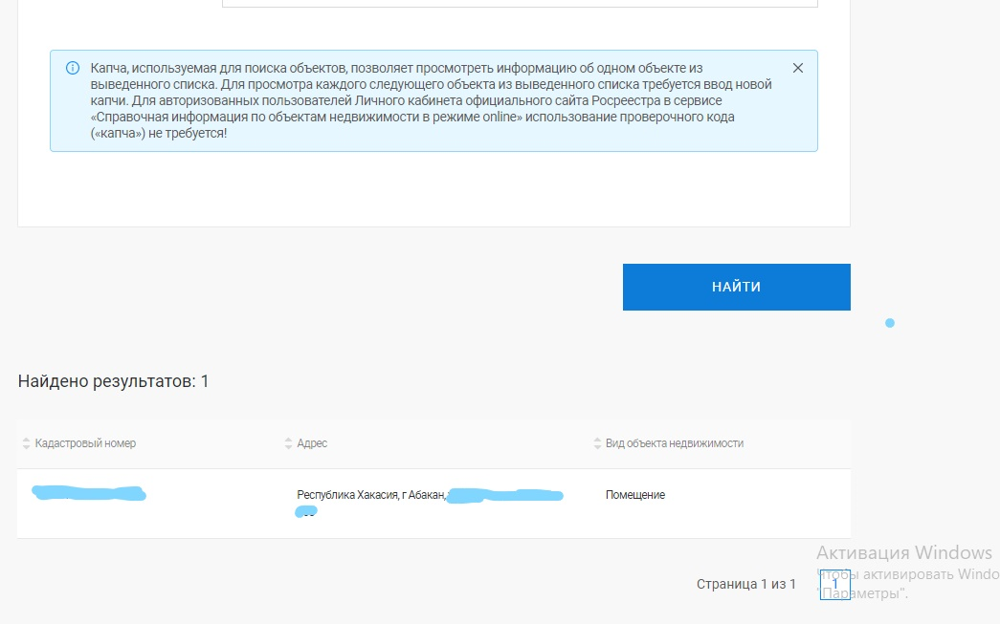 Капча, используемая для поиска объектов, позволяет просмотреть информацию об одном объекте из
выведенного списка. Для просмотра каждого следующего объекта из выведенного списка требуется ввод новой
капчи. Для авторизованных пользователей Личного кабинета официального сайта Росреестра в сервисе
«Справочная информация по объектам недвижимости в режиме online» использование проверочного кода
(«капча») не требуется!
НАЙТИ
Найдено результатов: 1
Кадастровый номер Адрес Вид объекта недвижимости
Республика Хакасия, г Абакан, Помещение
Активация Windows
Чтобы активировать Windo
Страница 1 из 1 1
"Параметры".